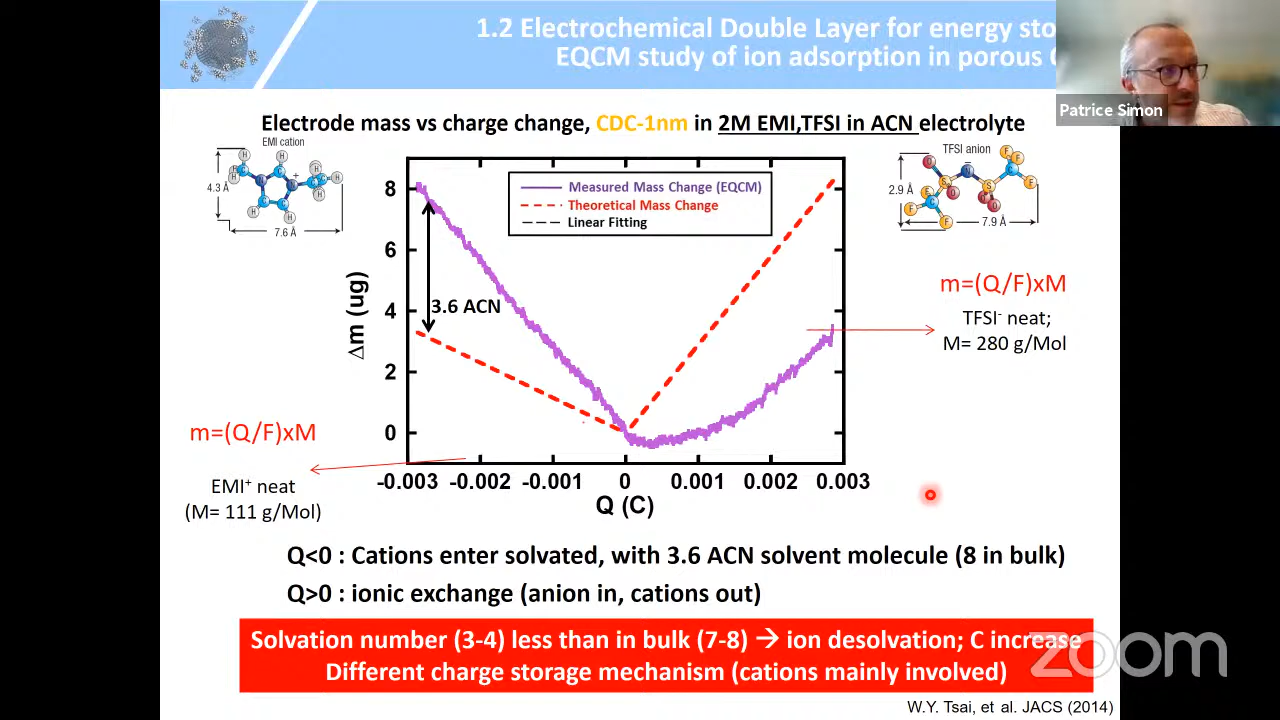 1.2 Electrochemical Double Layer for energy sto
EQCM study of ion adsorption in porous
Patrice Simon
Electrode mass vs charge change, CDC-1nm in 2M EMI,TFSI in ACN electrolyte
EMI cation
4.3 Å
7.6 Å
H
H
H
H
H
H
H
C
C
C
N
N
+
TFSI anion
2.9 Å
7.9 Å
O
O
O
N
–
S
S
C
C
F
F
F
F
F
F
Measured Mass Change (EQCM)
Theoretical Mass Change
Linear Fitting
8
6
4
2
0
Δm (ug)
3.6 ACN
-0.003 -0.002 -0.001 0 0.001 0.002 0.003
Q (C)
m=(Q/F)xM
TFSI- neat;
M= 280 g/Mol
m=(Q/F)xM
EMI+ neat
(M= 111 g/Mol)
Q<0 : Cations enter solvated, with 3.6 ACN solvent molecule (8 in bulk)
Q>0 : ionic exchange (anion in, cations out)
Solvation number (3-4) less than in bulk (7-8) → ion desolvation; C increase
Different charge storage mechanism (cations mainly involved)
zoom
W.Y. Tsai, et al. JACS (2014)